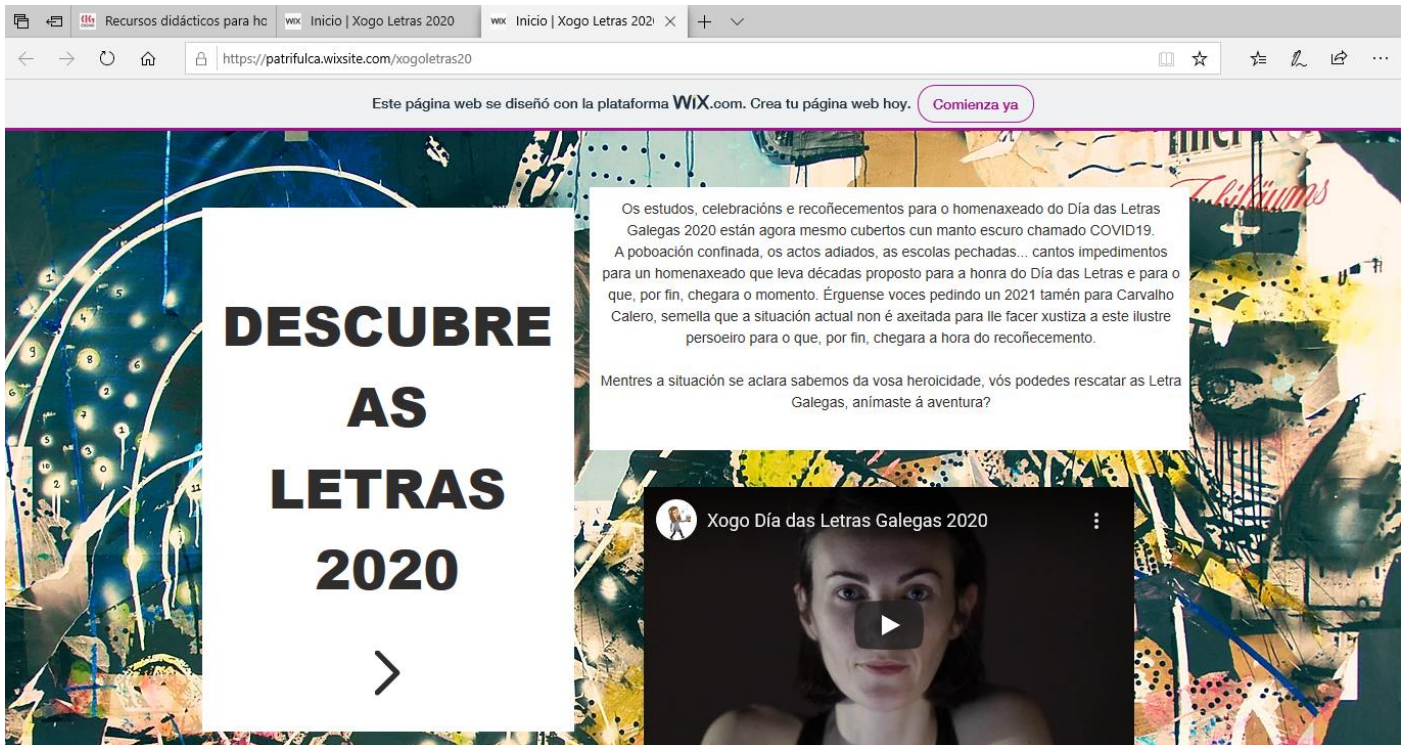 Recursos didácticos para ho
WIX Inicio | Xogo Letras 2020
WIX Inicio | Xogo Letras 202
https://patrifulca.wixsite.com/xogoletras20
Este página web se diseñó con la plataforma WiX.com. Crea tu página web hoy.
Comienza ya
DESCUBRE
AS
LETRAS
2020
Os estudos, celebracións e recoñecementos para o homenaxeado do Día das Letras
Galegas 2020 están agora mesmo cubertos cun manto escuro chamado COVID19.
A poboación confinada, os actos adiados, as escolas pechadas... cantos impedimentos
para un homenaxeado que leva décadas proposto para a honra do Día das Letras e para o
que, por fin, chegara o momento. Érguense voces pedindo un 2021 tamén para Carvalho
Calero, semella que a situación actual non é axeitada para lle facer xustiza a este ilustre
persoeiro para o que, por fin, chegara a hora do recoñecemento.
Mentres a situación se aclara sabemos da vosa heroicidade, vós podedes rescatar as Letra
Galegas, anímaste á aventura?
Xogo Día das Letras Galegas 2020